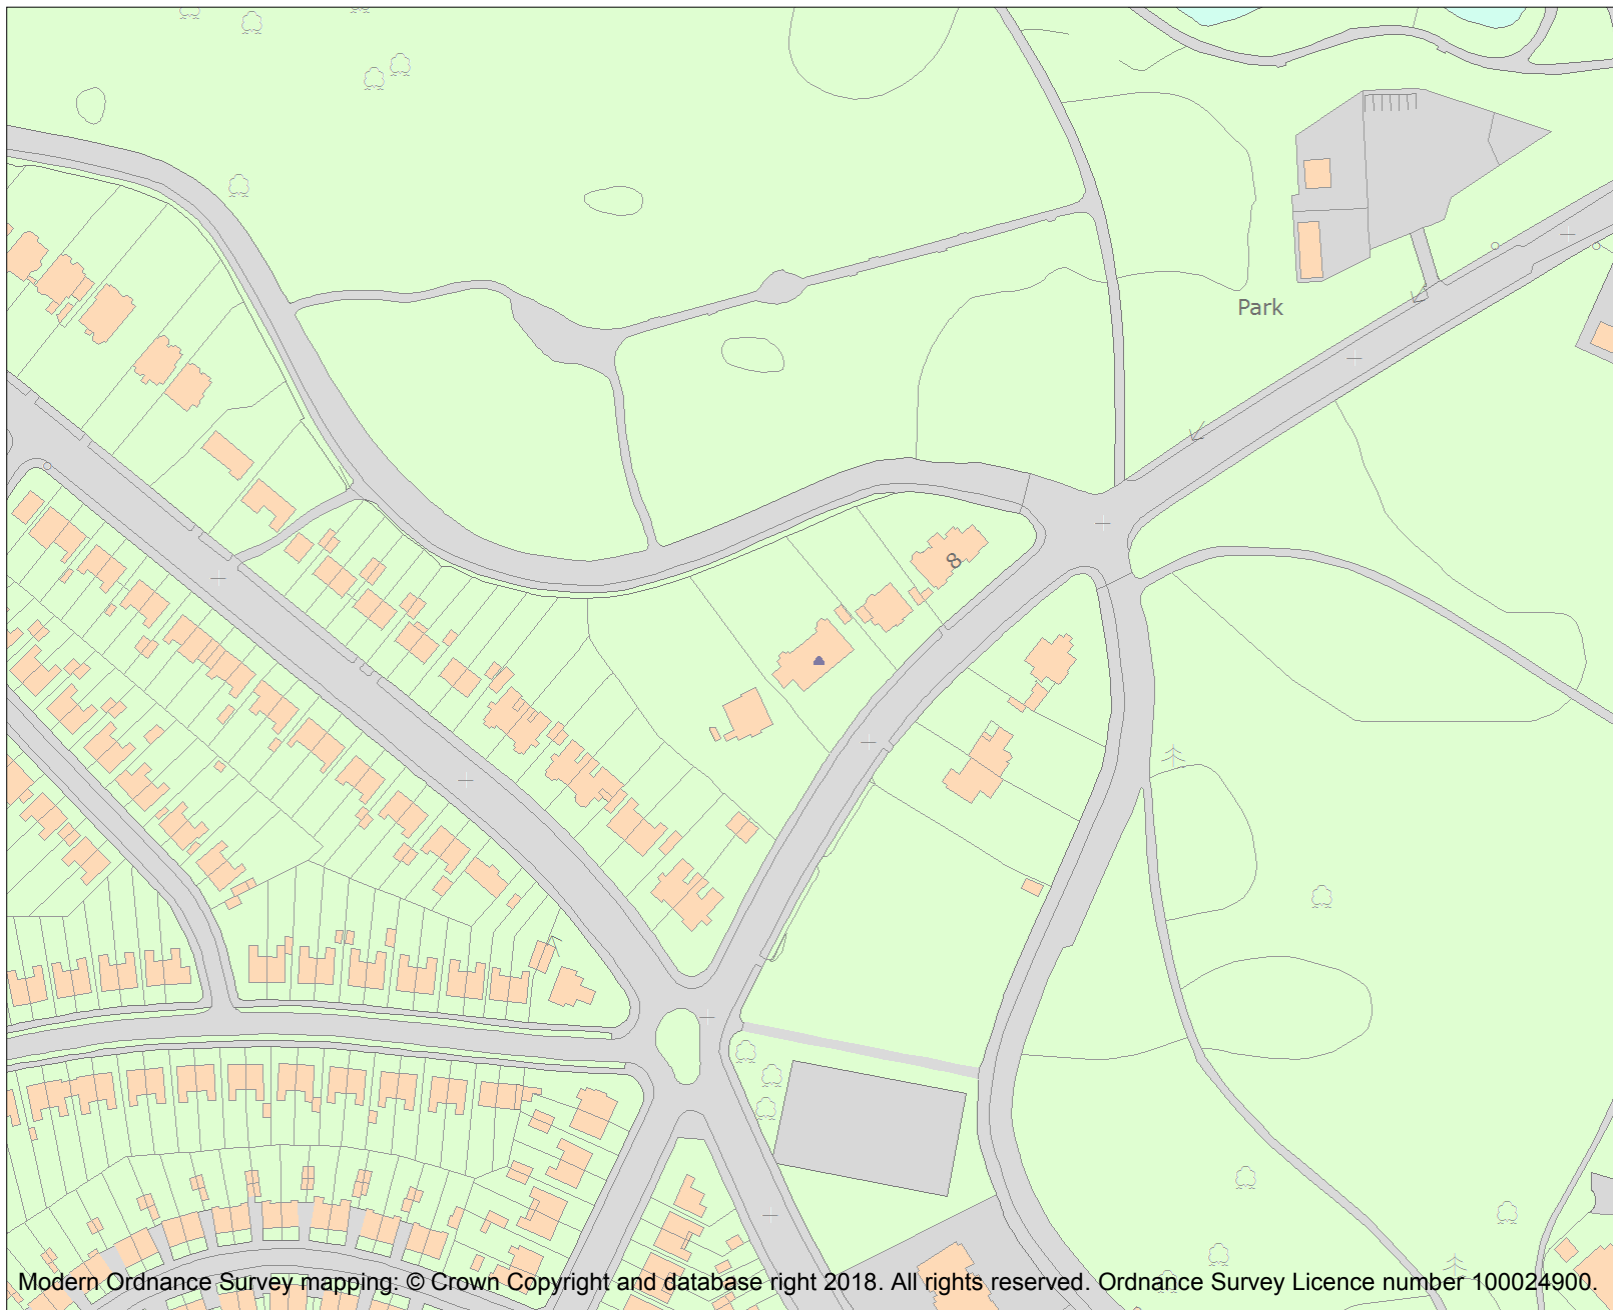 Park
8
Modern Ordnance Survey mapping: © Crown Copyright and database right 2018. All rights reserved. Ordnance Survey Licence number 100024900.